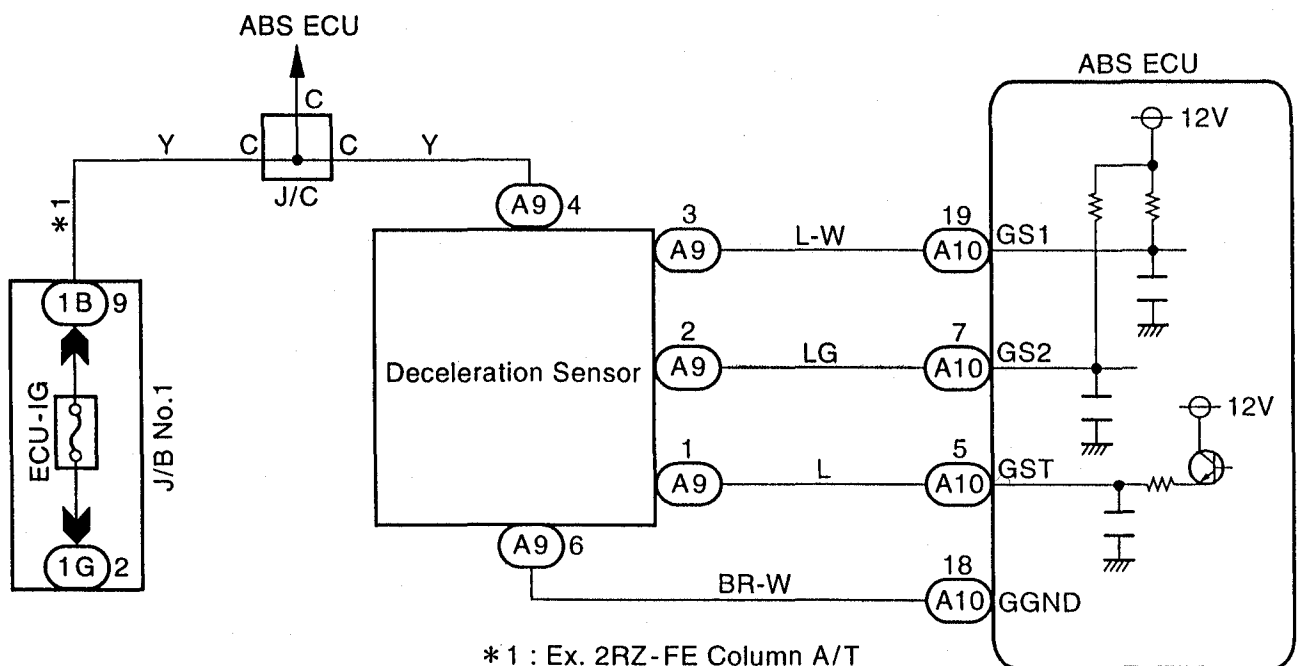 ABS ECU
ABS ECU
C
12V
Y
C
C
Y
J/C
*1
A9 4
3
A9
L-W
19
A10
GS1
1B 9
ECU-IG
J/B No.1
1G 2
Deceleration Sensor
2
A9
LG
7
A10
GS2
12V
1
A9
L
5
A10
GST
A9 6
BR-W
18
A10
GGND
*1 : Ex. 2RZ-FE Column A/T